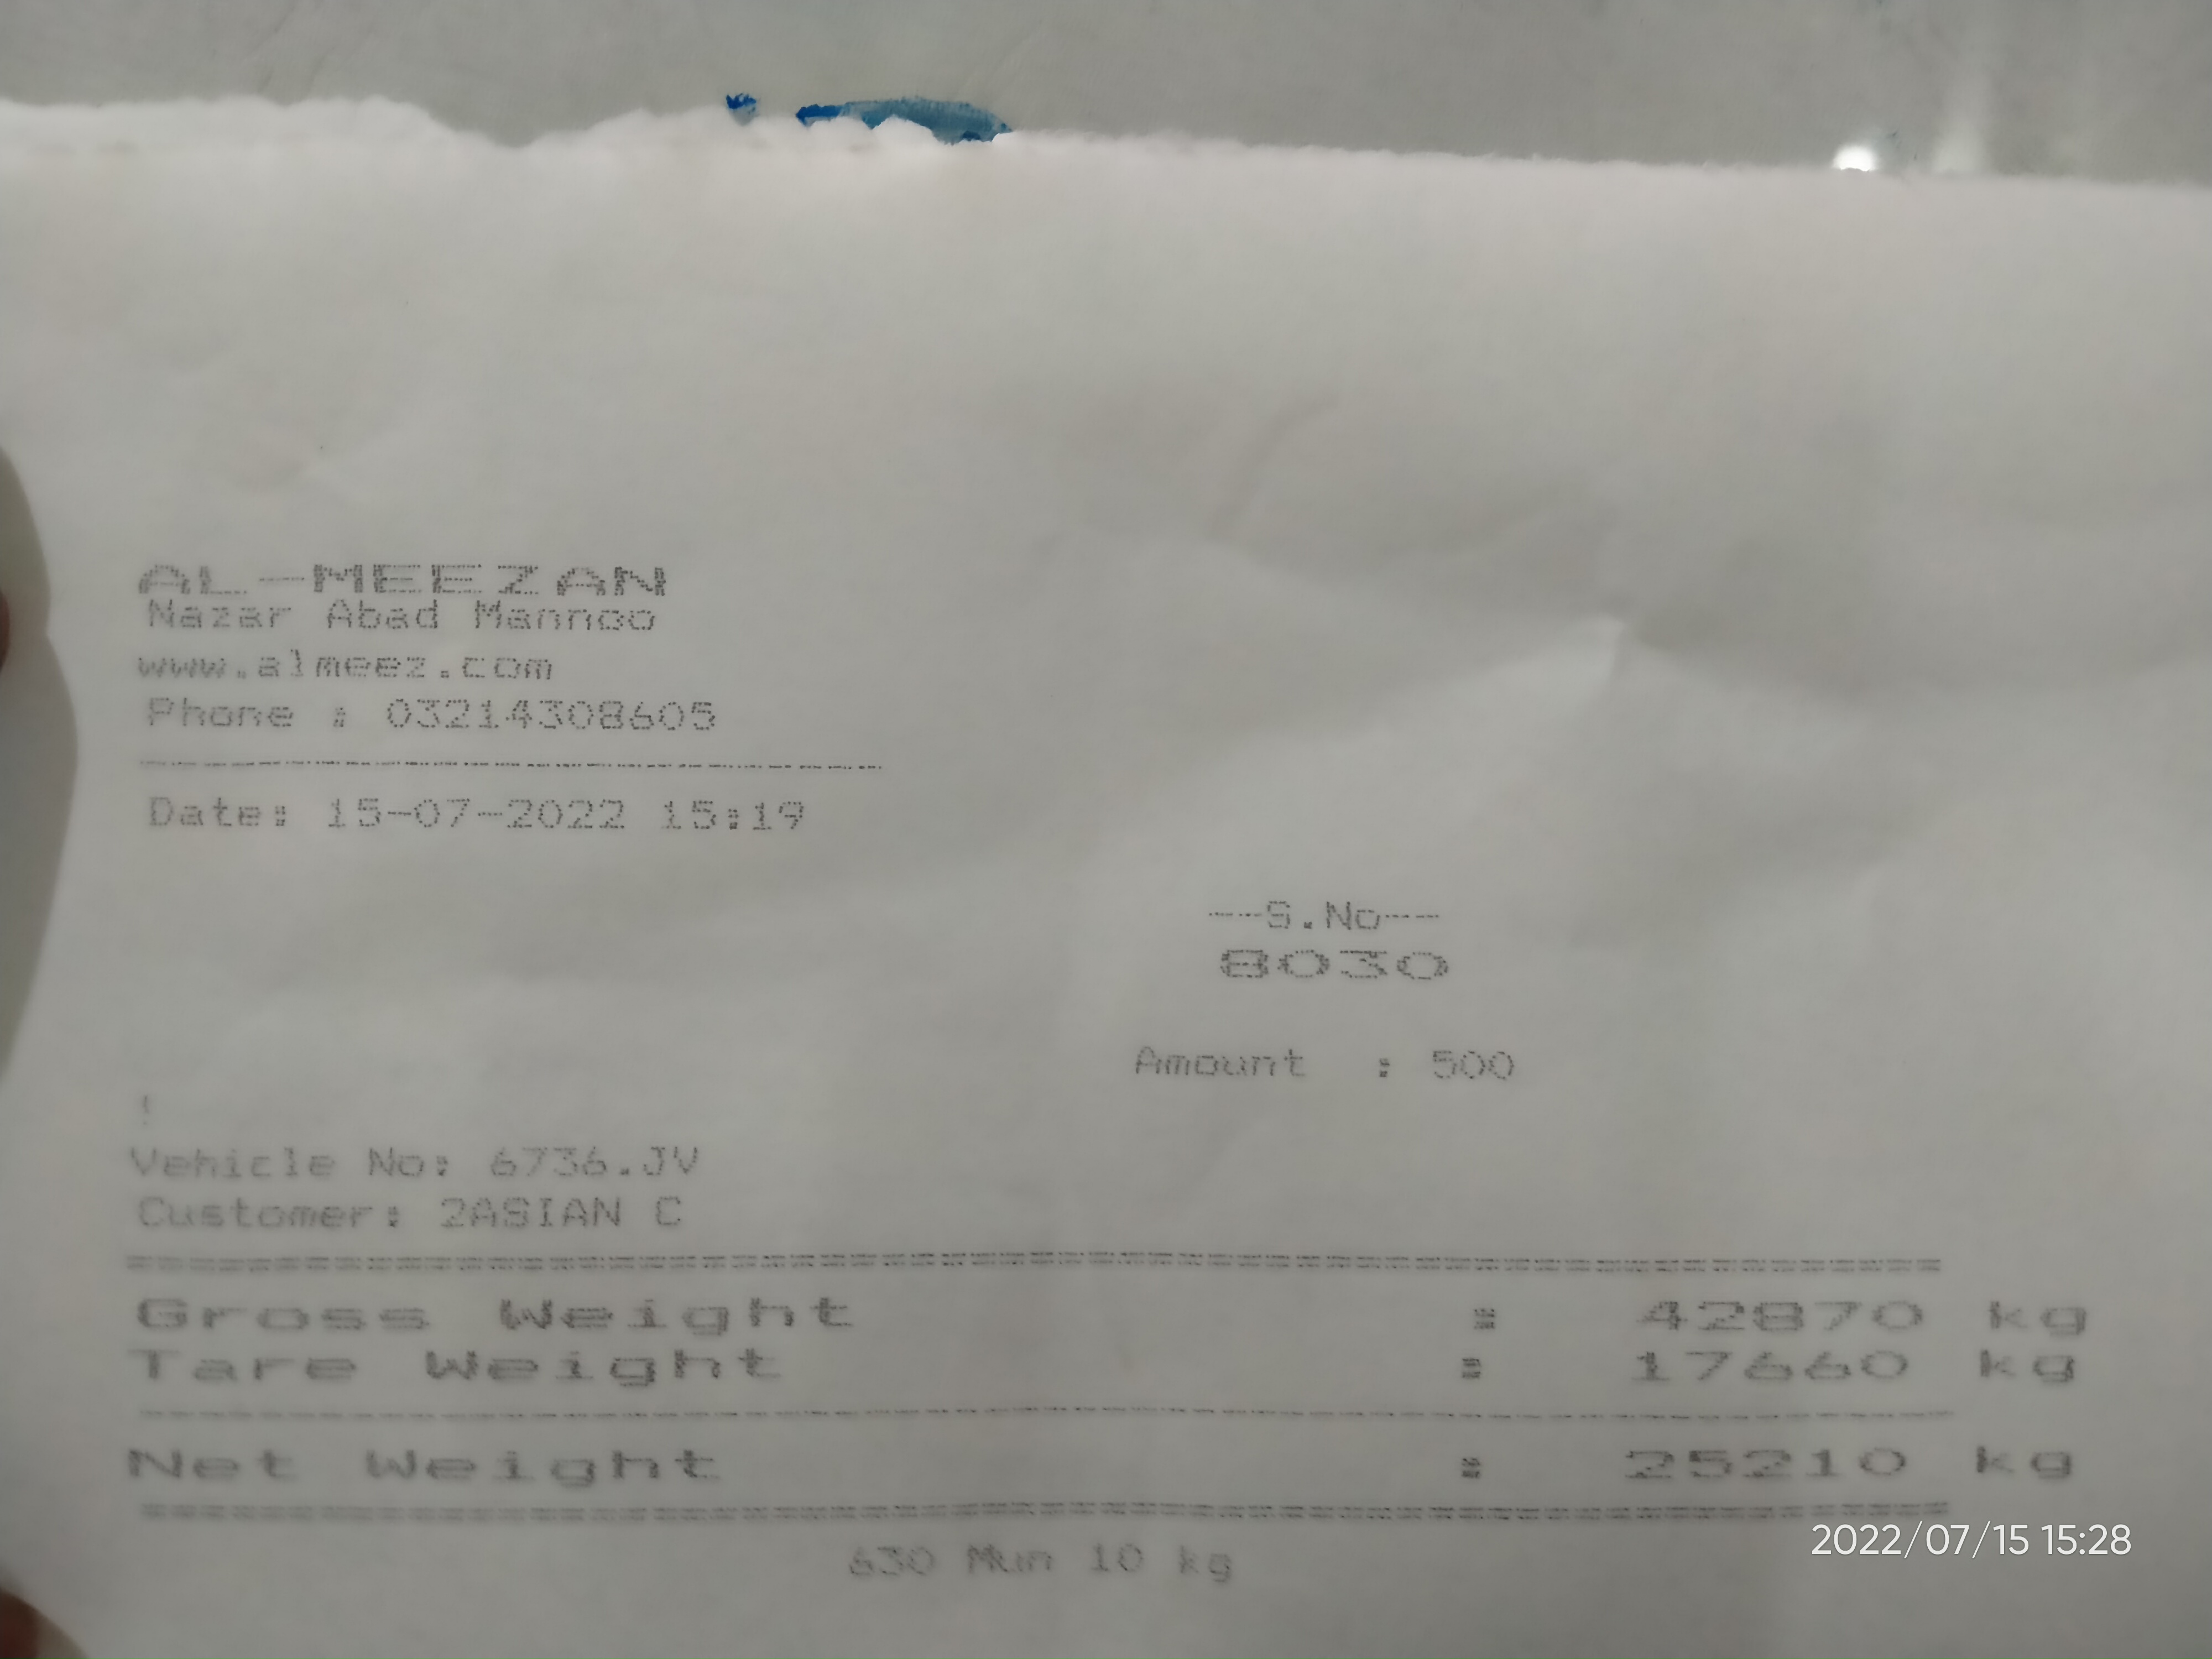 AL-MEEZAN
Nazar Abad Mannoo
www.almeez.com
Phone : 03214308605
Date: 15-07-2022 15:19
---S.No---
8030
Amount : 500
Vehicle No: 6736.JV
Customer: 2ASIAN C
Gross Weight : 42870 kg
Tare Weight : 17660 kg
Net Weight : 25210 kg
630 Mun 10 kg
2022/07/15 15:28